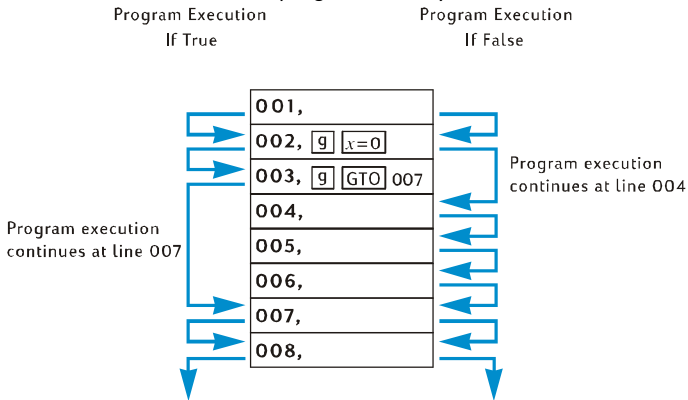 Program Execution
If True
Program Execution
If False
001,
002, g x=0
003, g GTO 007
004,
005,
006,
007,
008,
Program execution
continues at line 004
Program execution
continues at line 007